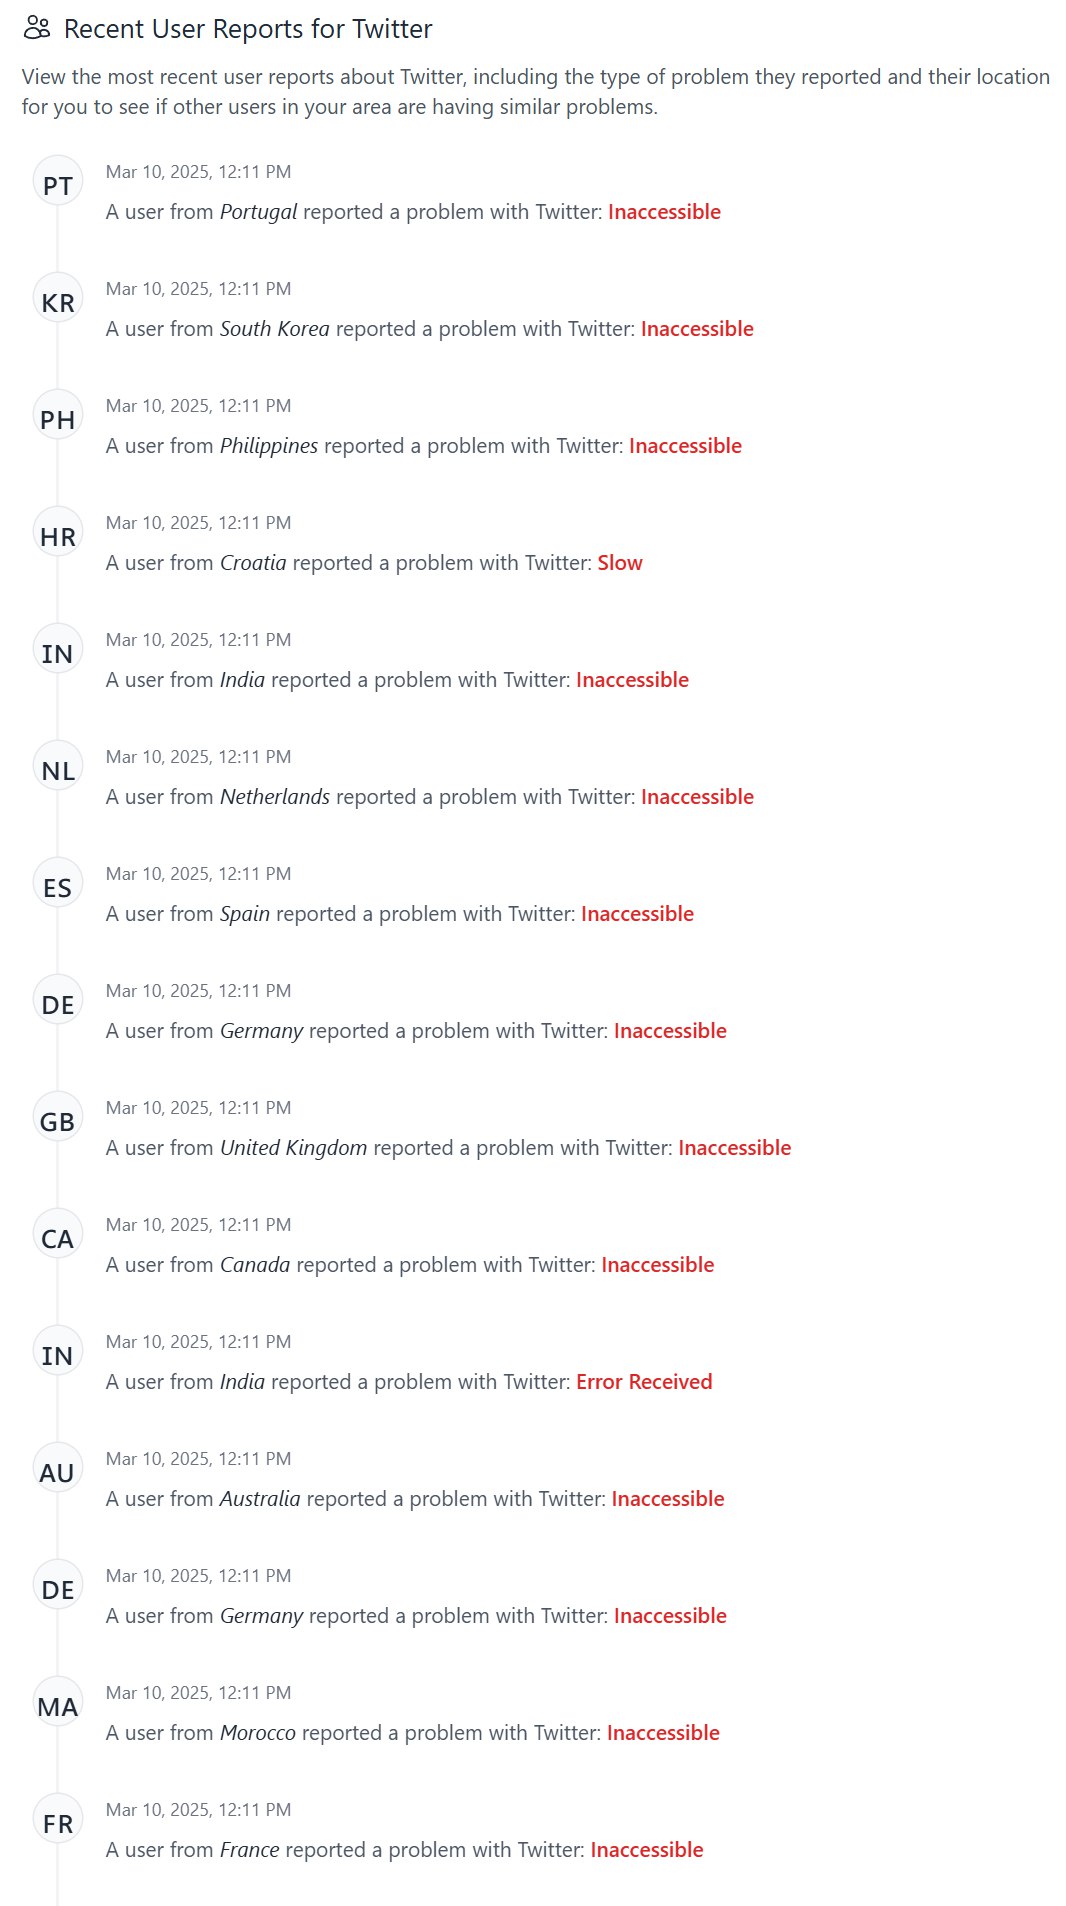 Recent User Reports for Twitter
View the most recent user reports about Twitter, including the type of problem they reported and their location
for you to see if other users in your area are having similar problems.
PT
Mar 10, 2025, 12:11 PM
A user from Portugal reported a problem with Twitter: Inaccessible
KR
Mar 10, 2025, 12:11 PM
A user from South Korea reported a problem with Twitter: Inaccessible
PH
Mar 10, 2025, 12:11 PM
A user from Philippines reported a problem with Twitter: Inaccessible
HR
Mar 10, 2025, 12:11 PM
A user from Croatia reported a problem with Twitter: Slow
IN
Mar 10, 2025, 12:11 PM
A user from India reported a problem with Twitter: Inaccessible
NL
Mar 10, 2025, 12:11 PM
A user from Netherlands reported a problem with Twitter: Inaccessible
ES
Mar 10, 2025, 12:11 PM
A user from Spain reported a problem with Twitter: Inaccessible
DE
Mar 10, 2025, 12:11 PM
A user from Germany reported a problem with Twitter: Inaccessible
GB
Mar 10, 2025, 12:11 PM
A user from United Kingdom reported a problem with Twitter: Inaccessible
CA
Mar 10, 2025, 12:11 PM
A user from Canada reported a problem with Twitter: Inaccessible
IN
Mar 10, 2025, 12:11 PM
A user from India reported a problem with Twitter: Error Received
AU
Mar 10, 2025, 12:11 PM
A user from Australia reported a problem with Twitter: Inaccessible
DE
Mar 10, 2025, 12:11 PM
A user from Germany reported a problem with Twitter: Inaccessible
MA
Mar 10, 2025, 12:11 PM
A user from Morocco reported a problem with Twitter: Inaccessible
FR
Mar 10, 2025, 12:11 PM
A user from France reported a problem with Twitter: Inaccessible